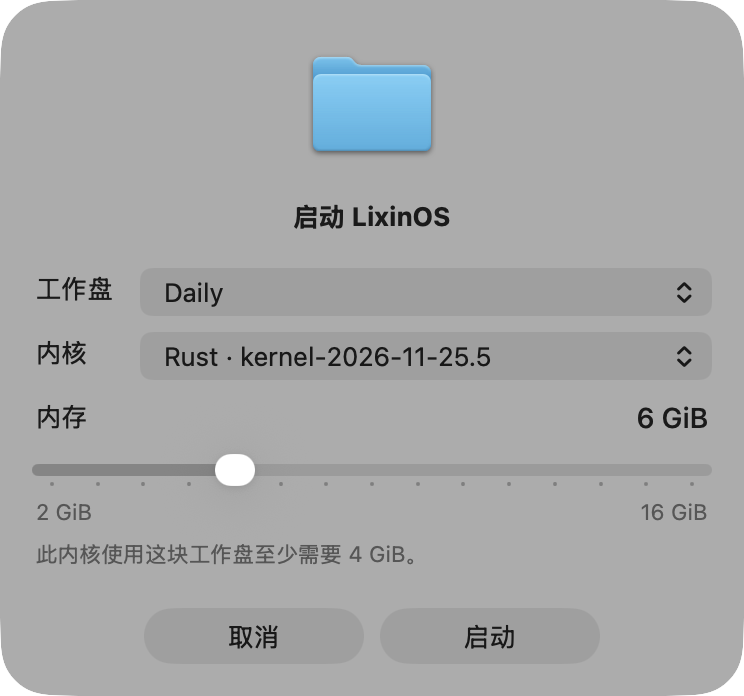 启动 LixinOS
工作盘 Daily
内核 Rust · kernel-2026-11-25.5
内存 6 GiB
2 GiB 16 GiB
此内核使用这块工作盘至少需要 4 GiB。
取消 启动